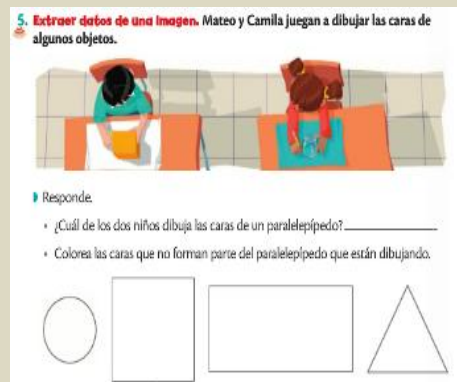 5. Extraer datos de una imagen. Mateo y Camila juegan a dibujar las caras de
algunos objetos.
Responde.
• ¿Cuál de los dos niños dibuja las caras de un paralelepípedo?
• Colorea las caras que no forman parte del paralelepípedo que están dibujando.